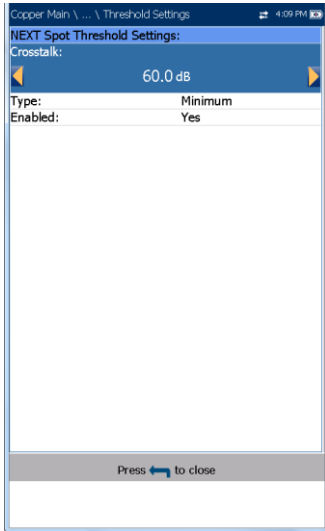 Copper Main \ ... \ Threshold Settings 4:09 PM
NEXT Spot Threshold Settings:
Crosstalk:
60.0 dB
Type: Minimum
Enabled: Yes
Press to close